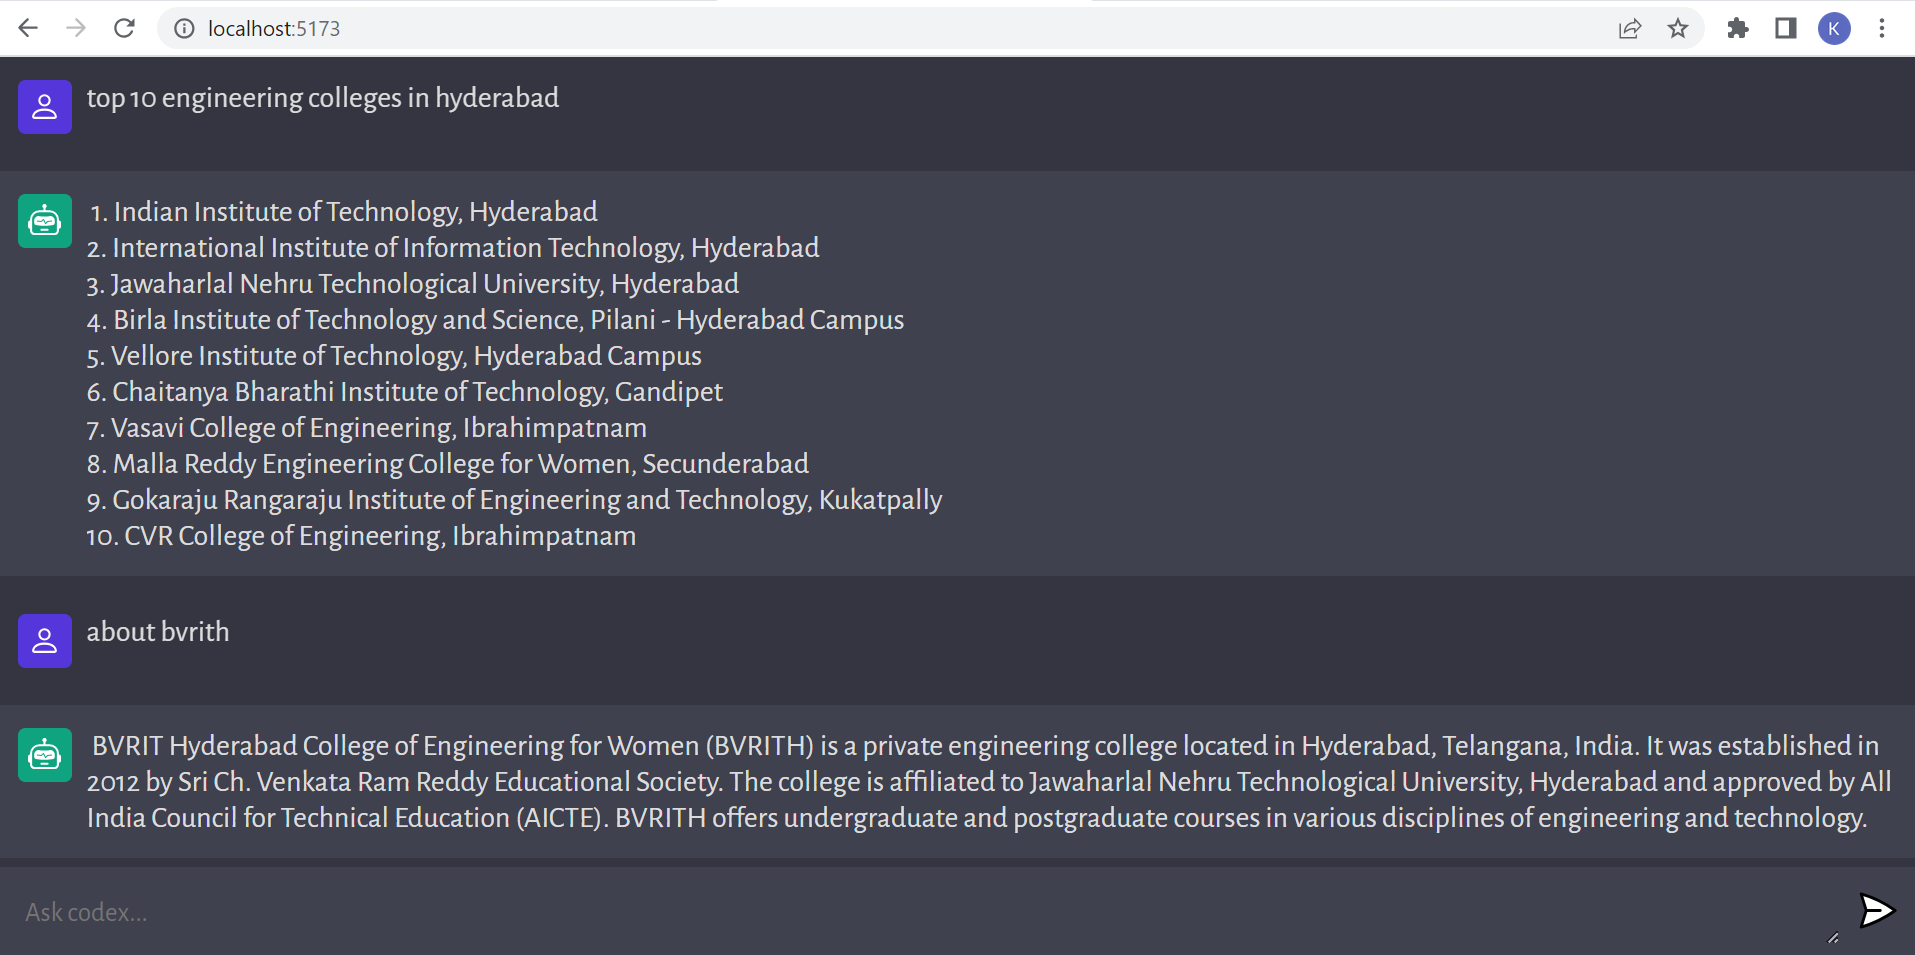 localhost:5173
K
top 10 engineering colleges in hyderabad
1. Indian Institute of Technology, Hyderabad
2. International Institute of Information Technology, Hyderabad
3. Jawaharlal Nehru Technological University, Hyderabad
4. Birla Institute of Technology and Science, Pilani - Hyderabad Campus
5. Vellore Institute of Technology, Hyderabad Campus
6. Chaitanya Bharathi Institute of Technology, Gandipet
7. Vasavi College of Engineering, Ibrahimpatnam
8. Malla Reddy Engineering College for Women, Secunderabad
9. Gokaraju Rangaraju Institute of Engineering and Technology, Kukatpally
10. CVR College of Engineering, Ibrahimpatnam
about bvrith
BVRIT Hyderabad College of Engineering for Women (BVRITH) is a private engineering college located in Hyderabad, Telangana, India. It was established in
2012 by Sri Ch. Venkata Ram Reddy Educational Society. The college is affiliated to Jawaharlal Nehru Technological University, Hyderabad and approved by All
India Council for Technical Education (AICTE). BVRITH offers undergraduate and postgraduate courses in various disciplines of engineering and technology.
Ask codex...